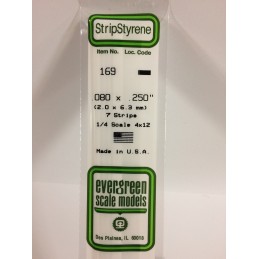 StripStyrene
Item No. Loc. Code
169
.080 x .250"
(2.0 x 6.3 mm)
7 Strips
1/4 Scale 4x12
Made in U.S.A.
evergreen
scale models
Des Plaines, IL 60018